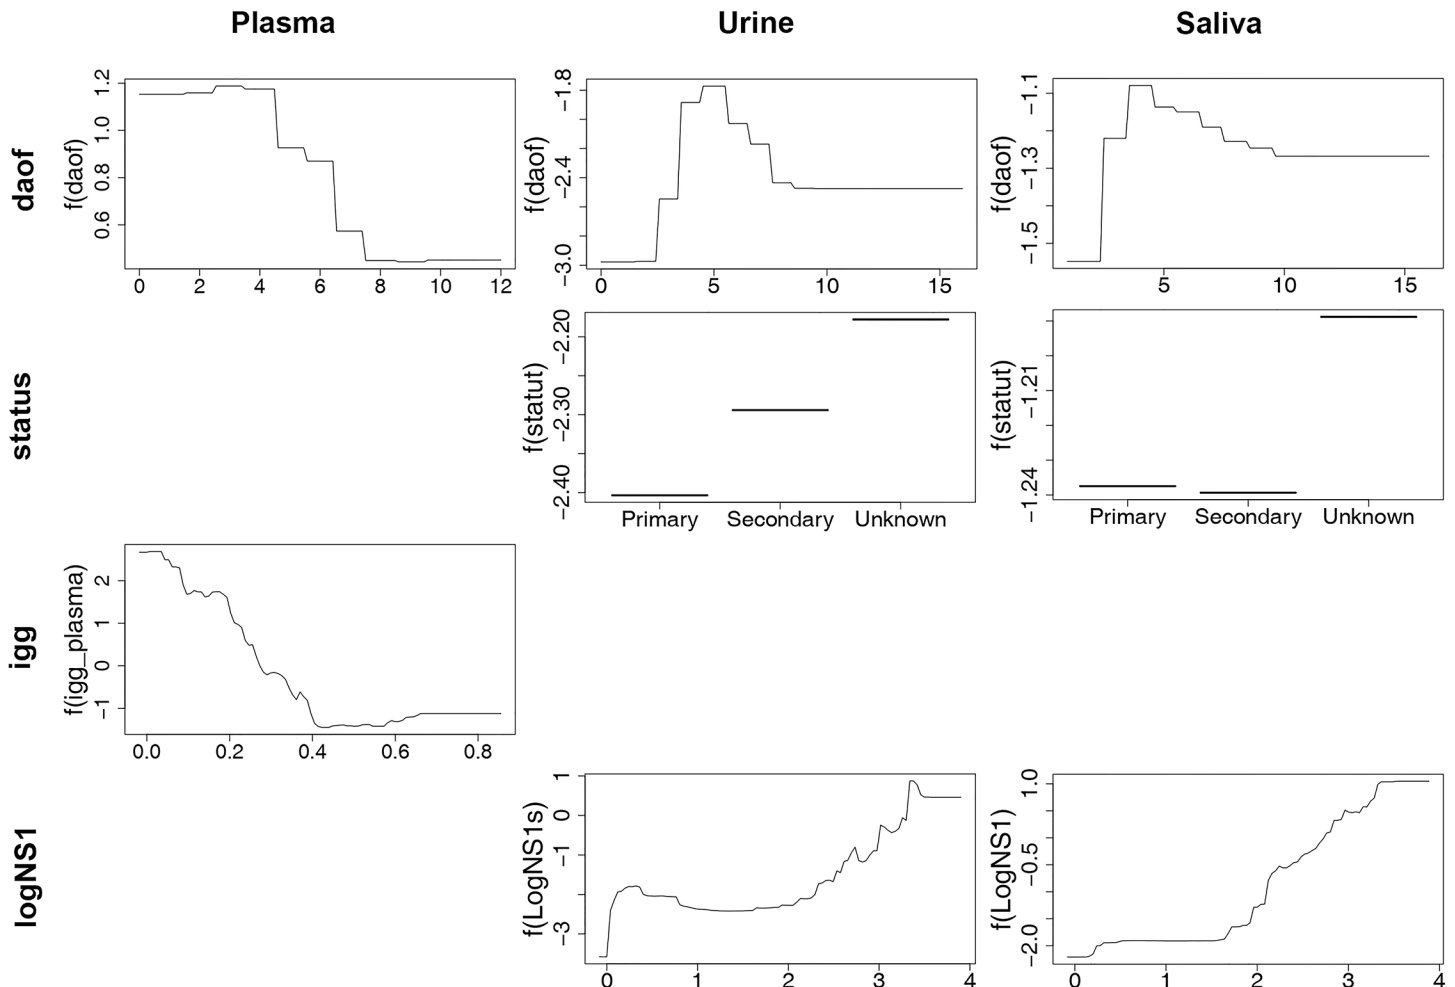 Plasma Urine Saliva
daof
f(daof)
1.2
1.0
0.8
0.6
0 2 4 6 8 10 12
f(daof)
−1.8
−2.4
−3.0
0 5 10 15
f(daof)
−1.1
−1.3
−1.5
5 10 15
status
f(statut)
−2.20
−2.30
−2.40
Primary Secondary Unknown
f(statut)
−1.21
−1.24
Primary Secondary Unknown
igg
f(igg_plasma)
2
1
0
−1
0.0 0.2 0.4 0.6 0.8
logNS1
f(LogNS1s)
1
0
−1
−3
0 1 2 3 4
f(LogNS1)
1.0
−0.5
−2.0
0 1 2 3 4